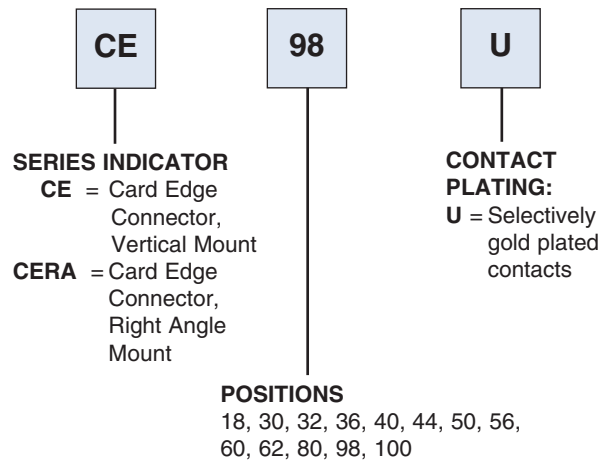 CE 98 U
SERIES INDICATOR
CE = Card Edge
Connector,
Vertical Mount
CERA = Card Edge
Connector,
Right Angle
Mount
CONTACT
PLATING:
U = Selectively
gold plated
contacts
POSITIONS
18, 30, 32, 36, 40, 44, 50, 56,
60, 62, 80, 98, 100